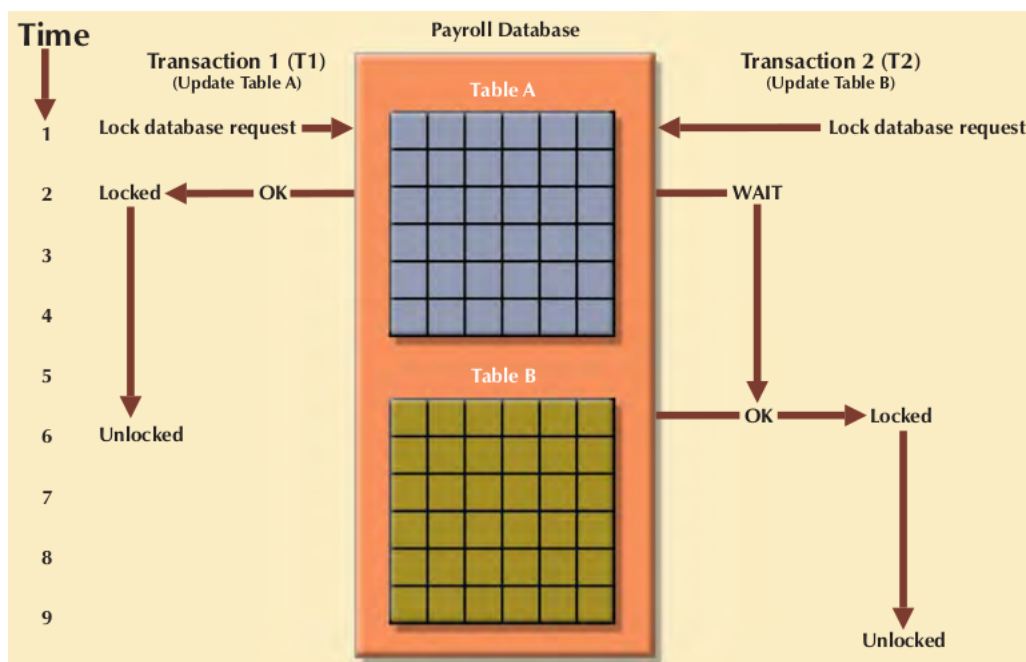 Time
Payroll Database
Transaction 1 (T1)
(Update Table A)
Transaction 2 (T2)
(Update Table B)
Table A
1
Lock database request
Lock database request
2
Locked
OK
WAIT
3
4
5
Table B
OK
Locked
6
Unlocked
7
8
9
Unlocked